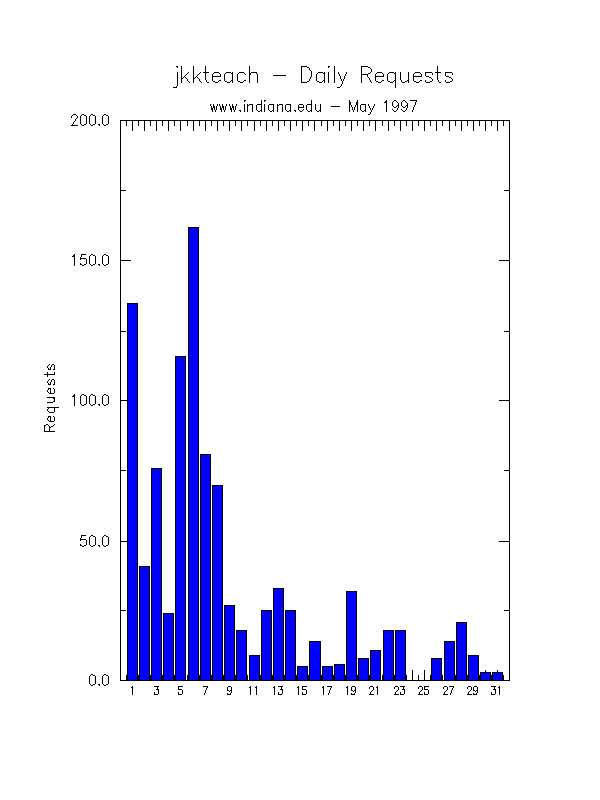 jkkteach – Daily Requests
www.indiana.edu – May 1997
200.0
150.0
100.0
50.0
0.0
Requests
1 3 5 7 9 11 13 15 17 19 21 23 25 27 29 31